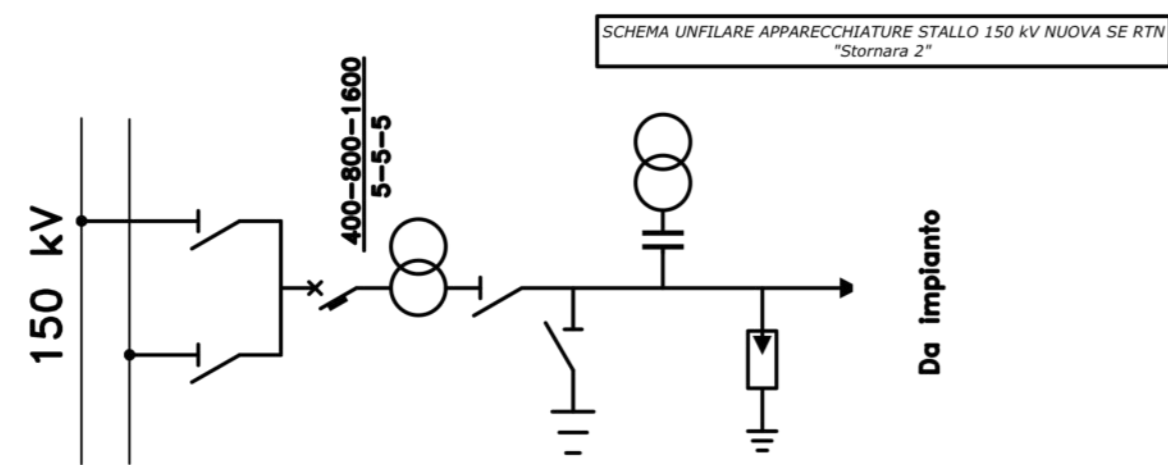 SCHEMA UNIFILARE APPARECCHIATURE STALLO 150 kV NUOVA SE RTN
"Stornara 2"
400-800-1600
5-5-5
150 kV
Da impianto